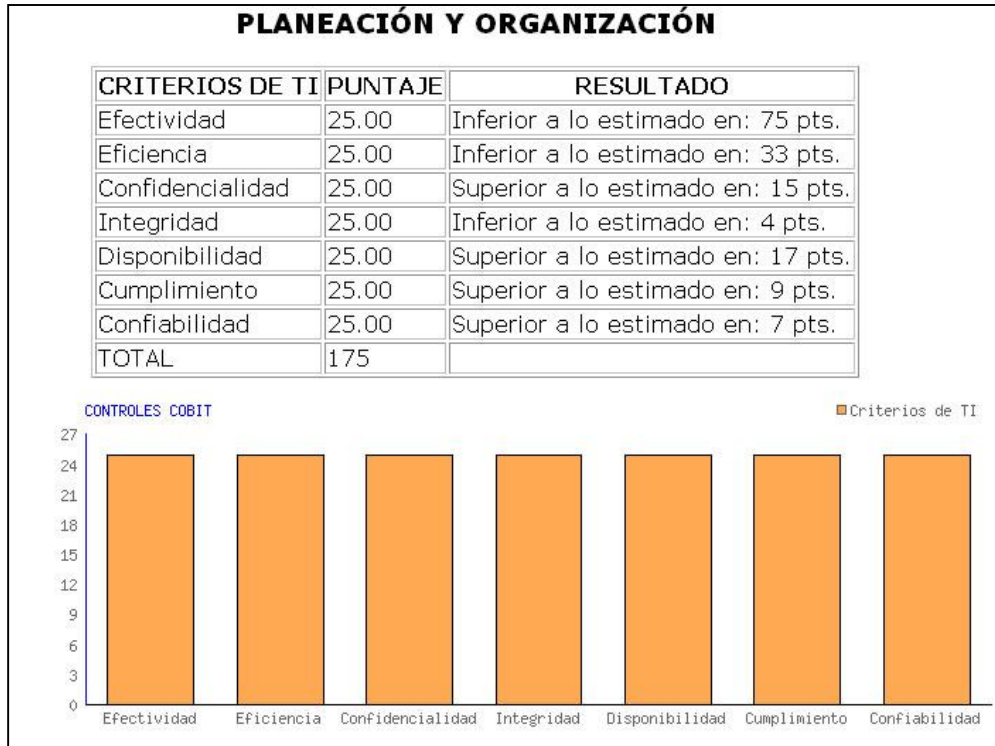 PLANEACIÓN Y ORGANIZACIÓN
CRITERIOS DE TI PUNTAJE RESULTADO
Efectividad 25.00 Inferior a lo estimado en: 75 pts.
Eficiencia 25.00 Inferior a lo estimado en: 33 pts.
Confidencialidad 25.00 Superior a lo estimado en: 15 pts.
Integridad 25.00 Inferior a lo estimado en: 4 pts.
Disponibilidad 25.00 Superior a lo estimado en: 17 pts.
Cumplimiento 25.00 Superior a lo estimado en: 9 pts.
Confiabilidad 25.00 Superior a lo estimado en: 7 pts.
TOTAL 175
CONTROLES COBIT Criterios de TI
27
24
21
18
15
12
9
6
3
0
Efectividad Eficiencia Confidencialidad Integridad Disponibilidad Cumplimiento Confiabilidad